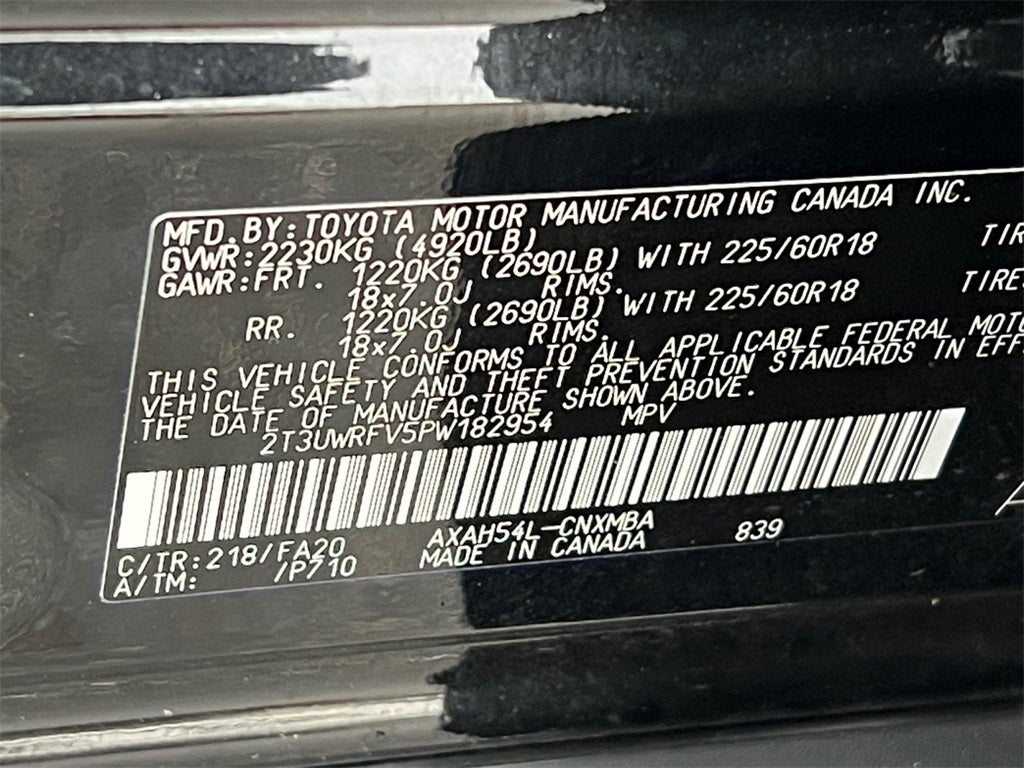 MFD. BY: TOYOTA MOTOR MANUFACTURING CANADA INC.
GVWR: 2230KG (4920LB)
GAWR: FRT. 1220KG (2690LB) WITH 225/60R18
18x7.0J RIMS.
RR. 1220KG (2690LB) WITH 225/60R18
18x7.0J RIMS.
THIS VEHICLE CONFORMS TO ALL APPLICABLE FEDERAL
VEHICLE SAFETY AND THEFT PREVENTION STANDARDS IN
THE DATE OF MANUFACTURE SHOWN ABOVE.
2T3UWRFV5PW182954 MPV
C/TR: 218/FA20 AXAH54L-CNXMBA 839
A/TM: /P710 MADE IN CANADA